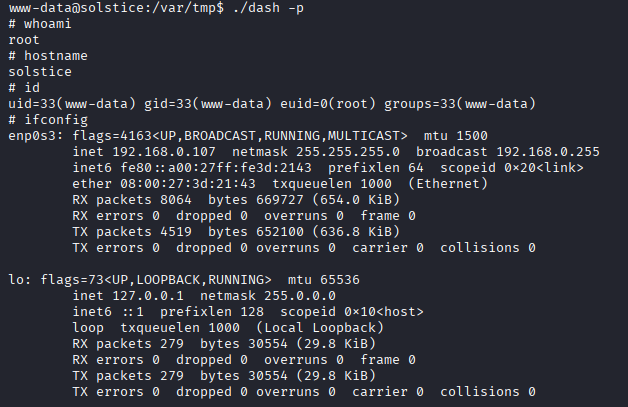 www-data@solstice:/var/tmp$ ./dash -p
# whoami
root
# hostname
solstice
# id
uid=33(www-data) gid=33(www-data) euid=0(root) groups=33(www-data)
# ifconfig
enp0s3: flags=4163<UP,BROADCAST,RUNNING,MULTICAST>  mtu 1500
        inet 192.168.0.107  netmask 255.255.255.0  broadcast 192.168.0.255
        inet6 fe80::a00:27ff:fe3d:2143  prefixlen 64  scopeid 0×20<link>
        ether 08:00:27:3d:21:43  txqueuelen 1000  (Ethernet)
        RX packets 8064  bytes 669727 (654.0 KiB)
        RX errors 0  dropped 0  overruns 0  frame 0
        TX packets 4519  bytes 652100 (636.8 KiB)
        TX errors 0  dropped 0 overruns 0  carrier 0  collisions 0

lo: flags=73<UP,LOOPBACK,RUNNING>  mtu 65536
        inet 127.0.0.1  netmask 255.0.0.0
        inet6 ::1  prefixlen 128  scopeid 0×10<host>
        loop  txqueuelen 1000  (Local Loopback)
        RX packets 279  bytes 30554 (29.8 KiB)
        RX errors 0  dropped 0  overruns 0  frame 0
        TX packets 279  bytes 30554 (29.8 KiB)
        TX errors 0  dropped 0 overruns 0  carrier 0  collisions 0